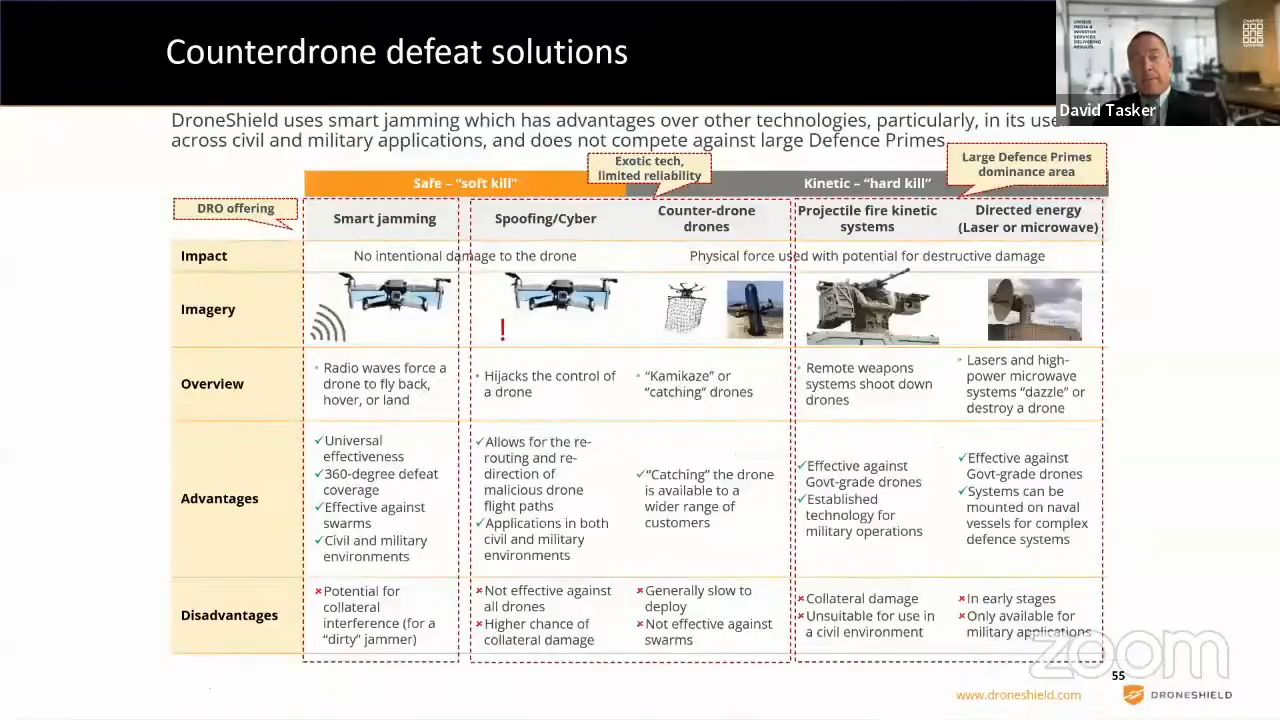 Counterdrone defeat solutions
UNIQUE
MEDIA &
INVESTOR
SERVICES
DELIVERING
RESULTS.
David Tasker
DroneShield uses smart jamming which has advantages over other technologies, particularly, in its use
across civil and military applications, and does not compete against large Defence Primes
Exotic tech,
limited reliability
Large Defence Primes
dominance area
Safe – “soft kill”
Kinetic – “hard kill”
DRO offering
Smart jamming
Spoofing/Cyber
Counter-drone
drones
Projectile fire kinetic
systems
Directed energy
(Laser or microwave)
Impact
No intentional damage to the drone
Physical force used with potential for destructive damage
Imagery
!
Overview
Radio waves force a
drone to fly back,
hover, or land
Hijacks the control of
a drone
“Kamikaze” or
“catching” drones
Remote weapons
systems shoot down
drones
Lasers and high-
power microwave
systems “dazzle” or
destroy a drone
Advantages
✓Universal
effectiveness
✓360-degree defeat
coverage
✓Effective against
swarms
✓Civil and military
environments
✓Allows for the re-
routing and re-
direction of
malicious drone
flight paths
✓Applications in both
civil and military
environments
✓“Catching” the drone
is available to a
wider range of
customers
✓Effective against
Govt-grade drones
✓Established
technology for
military operations
✓Effective against
Govt-grade drones
✓Systems can be
mounted on naval
vessels for complex
defence systems
Disadvantages
×Potential for
collateral
interference (for a
“dirty” jammer)
×Not effective against
all drones
×Higher chance of
collateral damage
×Generally slow to
deploy
×Not effective against
swarms
×Collateral damage
×Unsuitable for use in
a civil environment
×In early stages
×Only available for
military applications
zoom
55
www.droneshield.com
DRONESHIELD